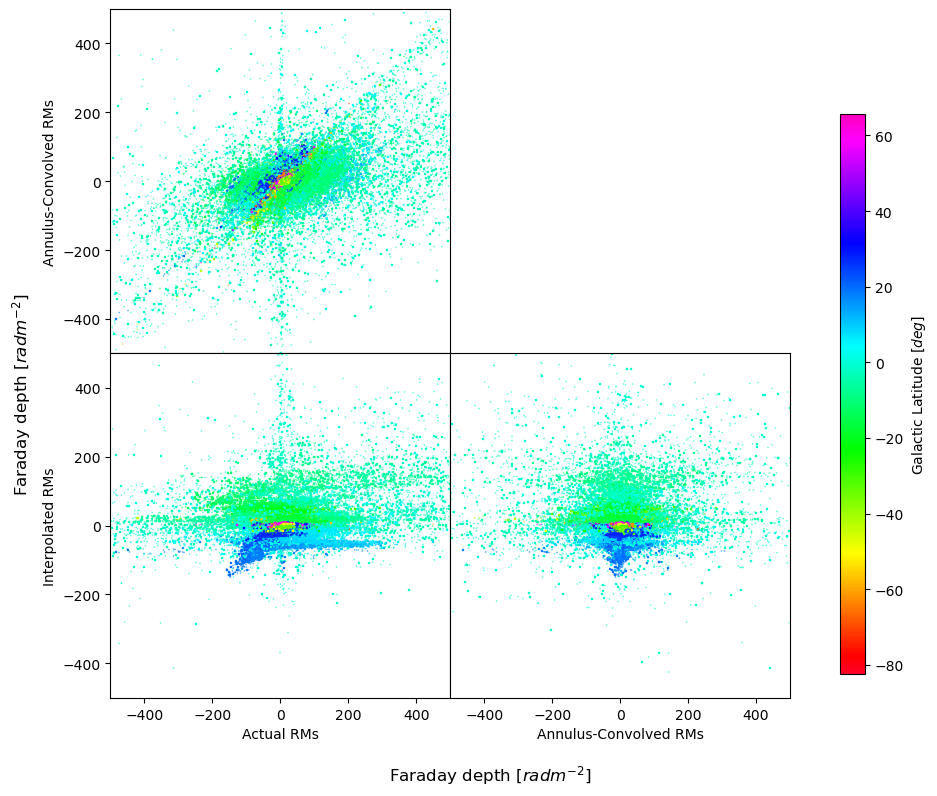 400
200
0
−200
−400
Annulus-Convolved RMs
400
200
0
−200
−400
Interpolated RMs
Faraday depth [radm⁻²]
−400 −200 0 200 400
Actual RMs
−400 −200 0 200 400
Annulus-Convolved RMs
Faraday depth [radm⁻²]
60
40
20
0
−20
−40
−60
−80
Galactic Latitude [deg]